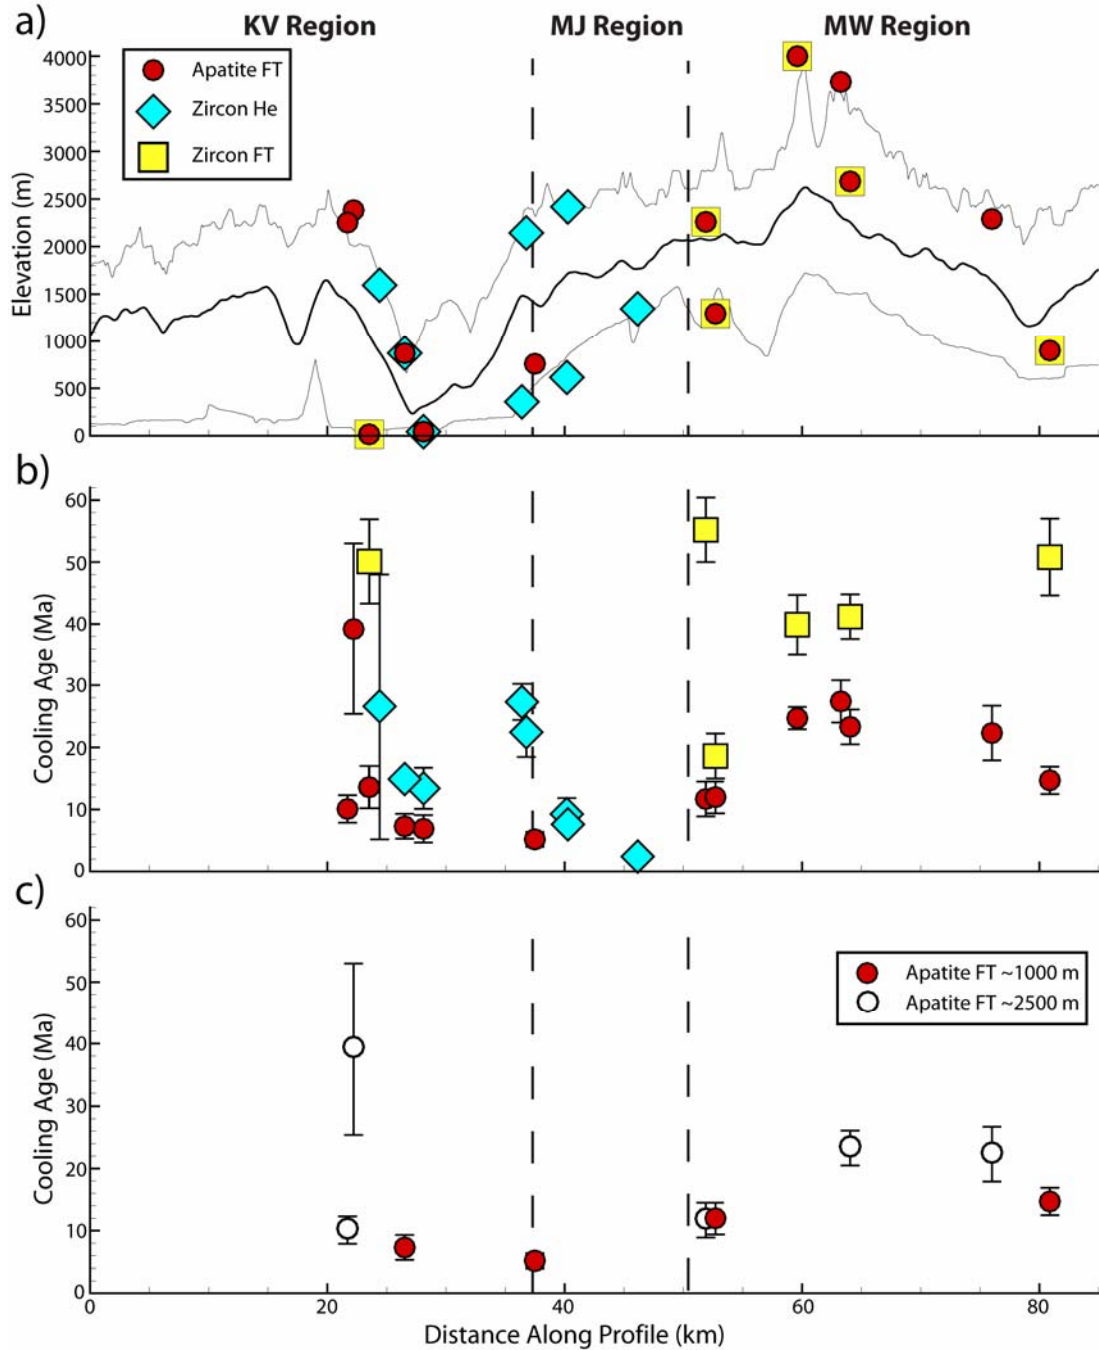 a)
KV Region MJ Region MW Region
Apatite FT
Zircon He
Zircon FT
4000
3500
3000
2500
2000
1500
1000
500
0
Elevation (m)
b)
60
50
40
30
20
10
0
Cooling Age (Ma)
c)
60
50
40
30
20
10
0
Cooling Age (Ma)
Apatite FT ~1000 m
Apatite FT ~2500 m
0 20 40 60 80
Distance Along Profile (km)